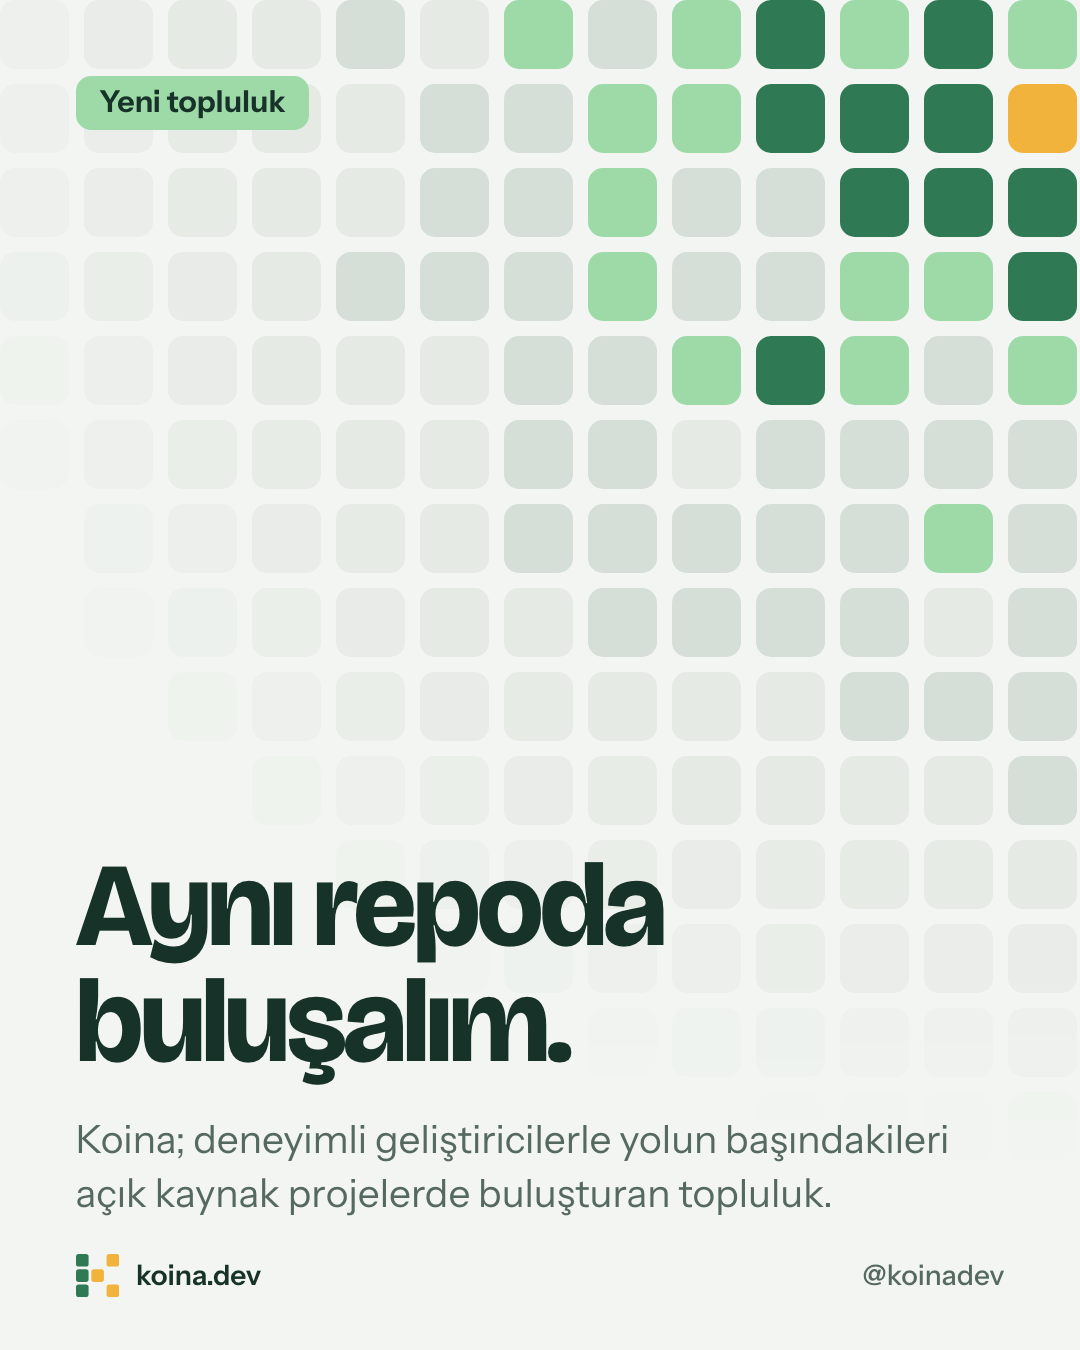 Yeni topluluk
Aynı repoda
buluşalım.
Koina; deneyimli geliştiricilerle yolun başındakileri
açık kaynak projelerde buluşturan topluluk.
koina.dev
@koinadev